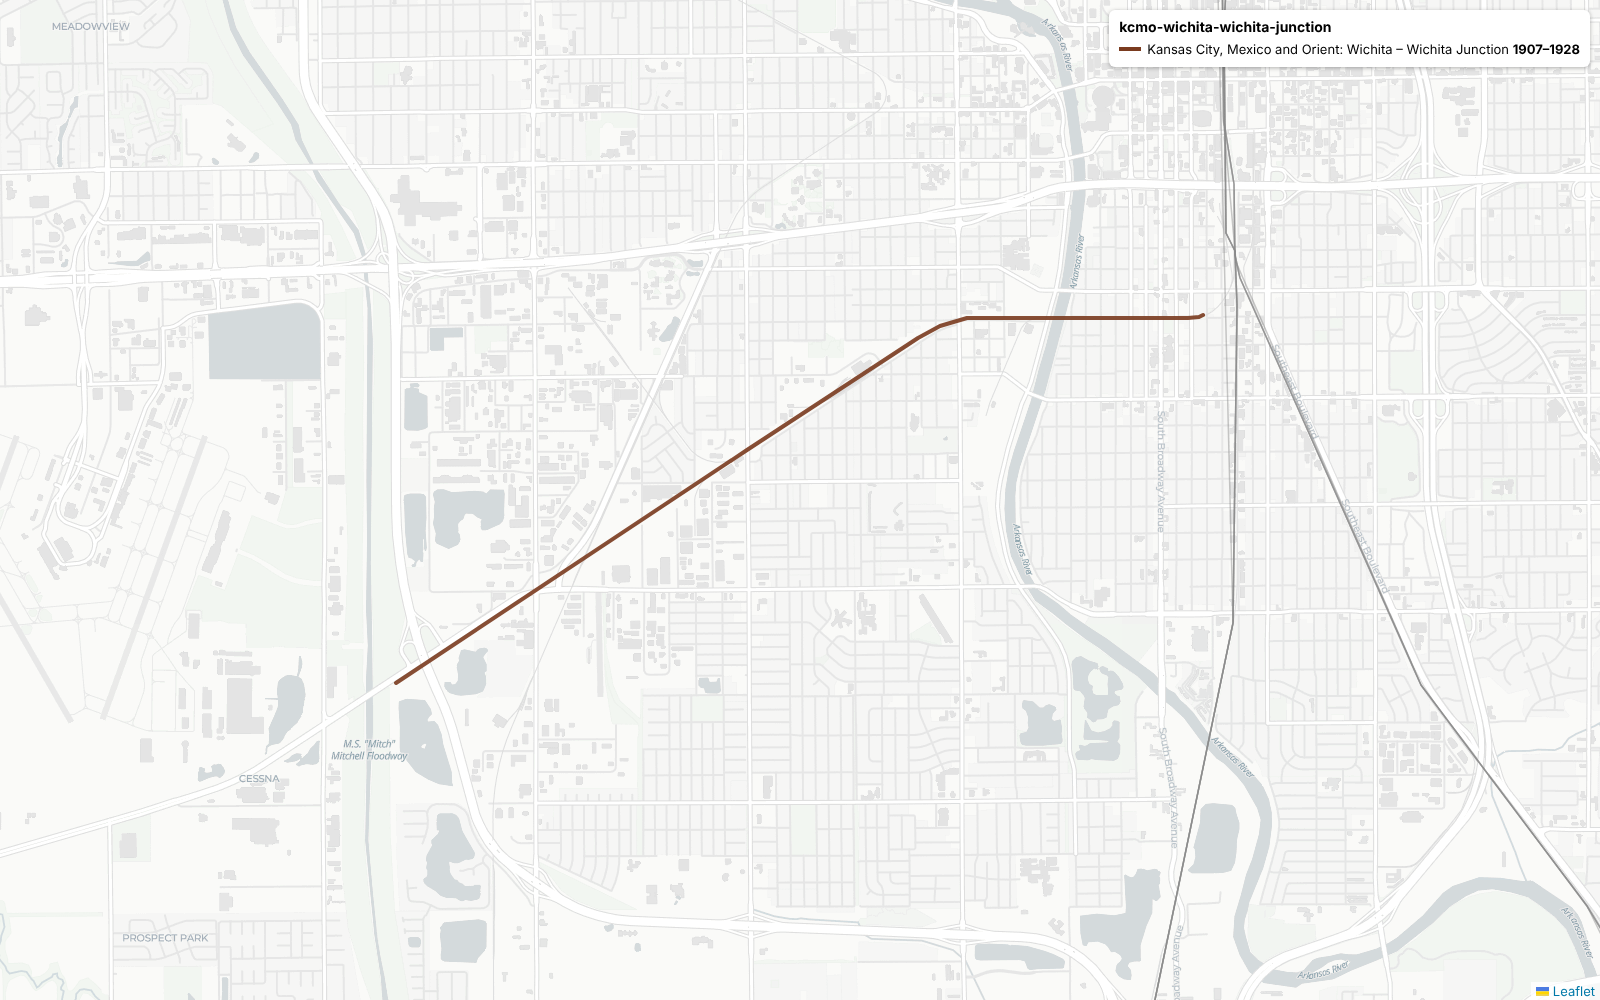 MEADOWVIEW
Arkansas River
kcmo-wichita-wichita-junction
Kansas City, Mexico and Orient: Wichita – Wichita Junction 1907–1928
Arkansas River
Southeast Boulevard
South Broadway Avenue
Southeast Boulevard
Arkansas River
M.S. "Mitch"
Mitchell Floodway
CESSNA
Arkansas River
South Broadway Avenue
PROSPECT PARK
Arkansas River
Broadway Avenue
Arkansas River
Leaflet